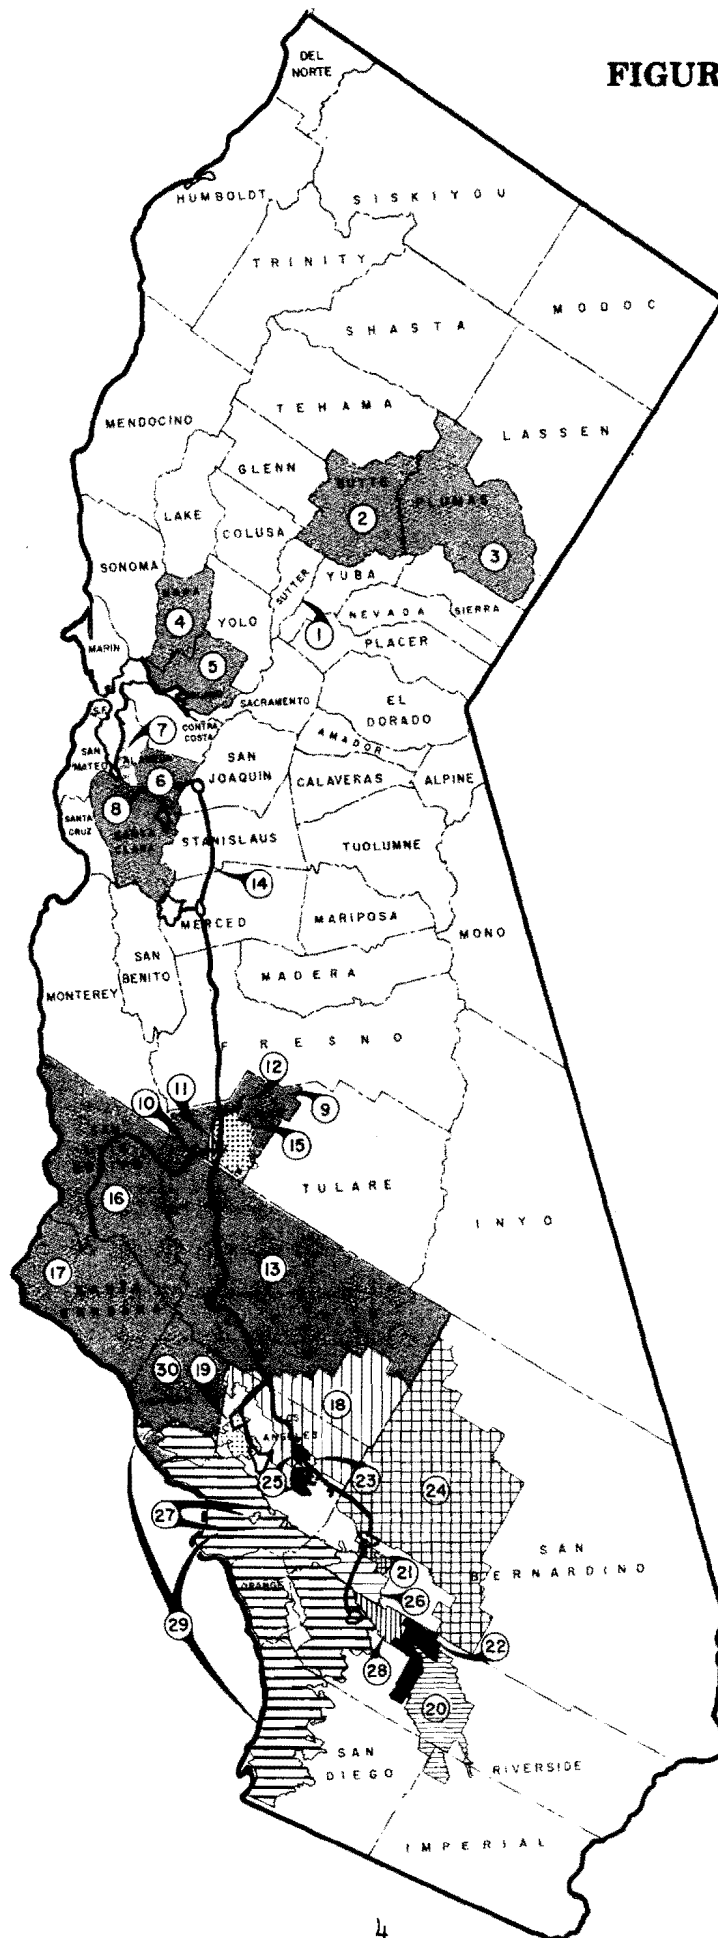 FIGUR
DEL
NORTE
HUMBOLDT
SISKIYOU
TRINITY
MODOC
SHASTA
TEHAMA
MENDOCINO
LASSEN
GLENN
BUTTE
PLUMAS
2
LAKE
COLUSA
3
SONOMA
SUTTER
YUBA
NAPA
4
YOLO
NEVADA
SIERRA
1
PLACER
MARIN
5
SACRAMENTO
EL
DORADO
S.F.
7
CONTRA
COSTA
AMADOR
SAN
MATEO
ALAMEDA
6
SAN
JOAQUIN
CALAVERAS
ALPINE
8
SANTA
CRUZ
SANTA
CLARA
STANISLAUS
TUOLUMNE
14
MERCED
MARIPOSA
MONO
SAN
BENITO
MADERA
MONTEREY
FRESNO
12
11
10
9
15
TULARE
16
INYO
17
13
SANTA
BARBARA
30
19
18
LOS
ANGELES
25
23
24
27
SAN
BERNARDINO
21
ORANGE
26
29
22
28
20
SAN
DIEGO
RIVERSIDE
IMPERIAL
4